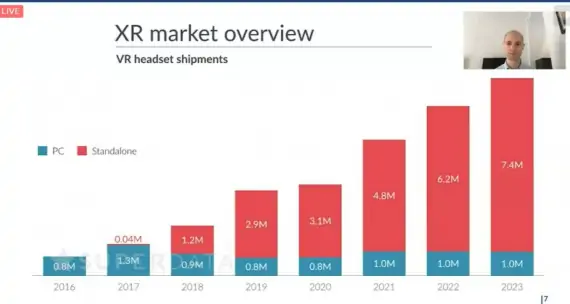 LIVE
XR market overview
VR headset shipments
PC Standalone
7.4M
6.2M
4.8M
3.1M
2.9M
1.2M
0.04M
0.8M 1.3M 0.9M 0.8M 0.8M 1.0M 1.0M 1.0M
SUPERDATA
2016 2017 2018 2019 2020 2021 2022 2023
|7